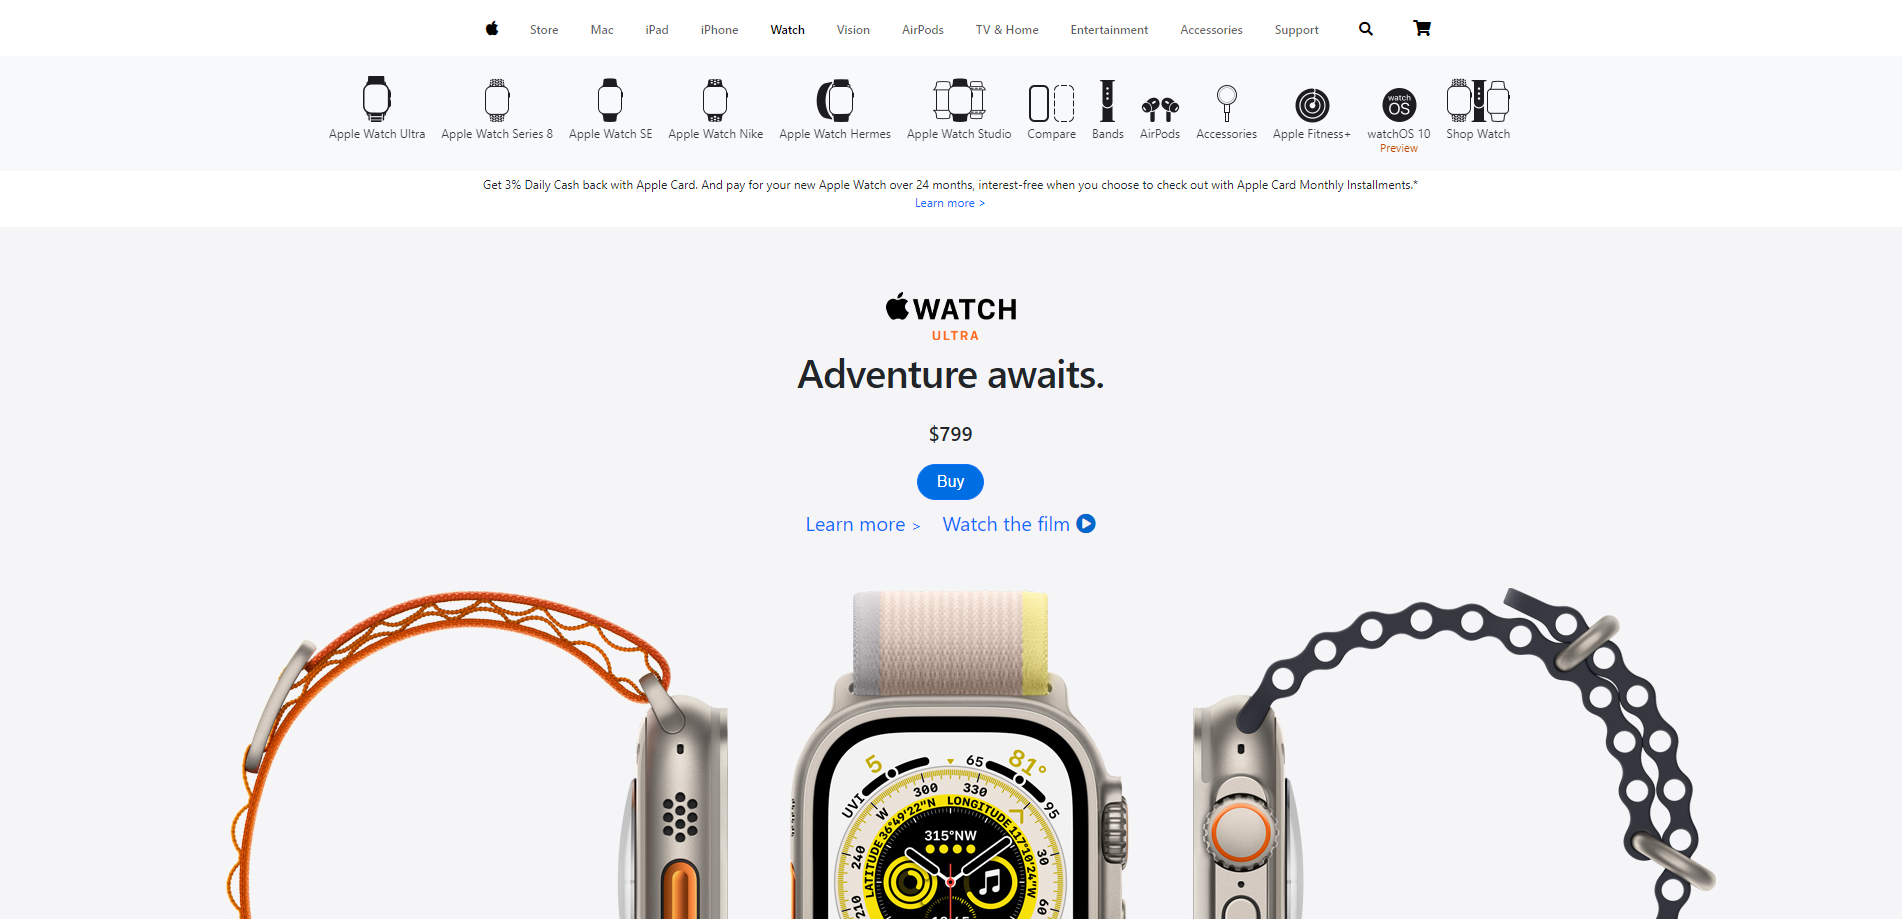 Store Mac iPad iPhone Watch Vision AirPods TV & Home Entertainment Accessories Support
watch
OS
Apple Watch Ultra Apple Watch Series 8 Apple Watch SE Apple Watch Nike Apple Watch Hermes Apple Watch Studio Compare Bands AirPods Accessories Apple Fitness+ watchOS 10 Shop Watch
Preview
Get 3% Daily Cash back with Apple Card. And pay for your new Apple Watch over 24 months, interest-free when you choose to check out with Apple Card Monthly Installments.*
Learn more >
WATCH
ULTRA
Adventure awaits.
$799
Buy
Learn more > Watch the film
5 65 81°
UVI 95
W 300 330
LATITUDE 36°49'22"N LONGITUDE 117°10'24"W
315°NW
240 30
210 60